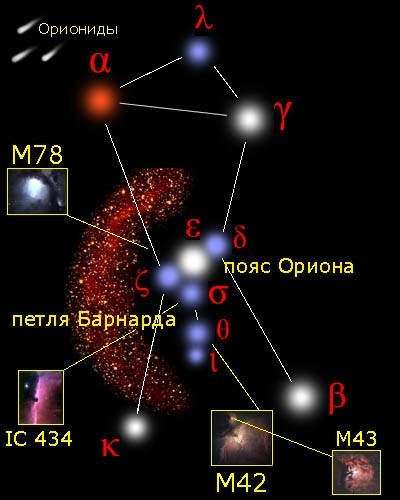 Ориониды
λ
α
γ
M78
ε
δ
пояс Ориона
ζ
σ
петля Барнарда
θ
ι
β
IC 434
κ
M42
M43